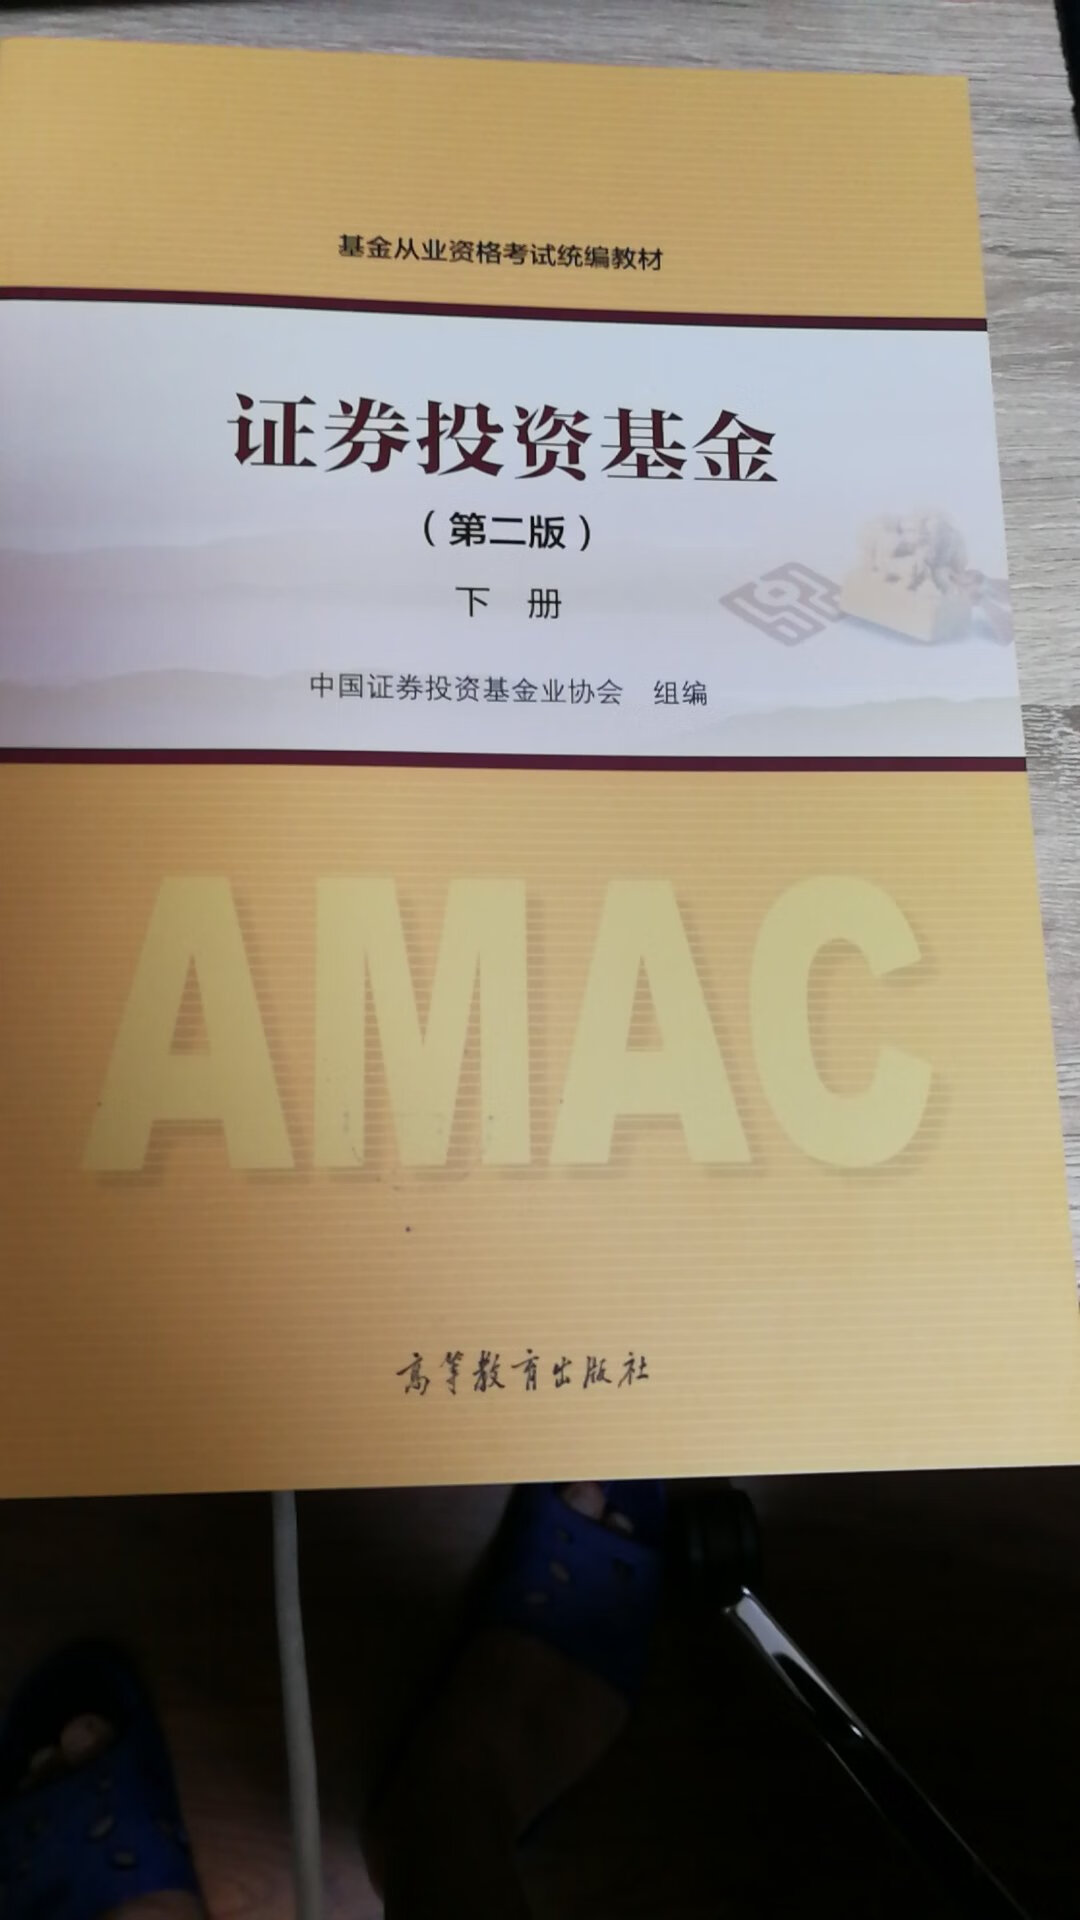 基金从业资格考试统编教材
证券投资基金
（第二版）
下 册
中国证券投资基金业协会 组编
AMAC
高等教育出版社